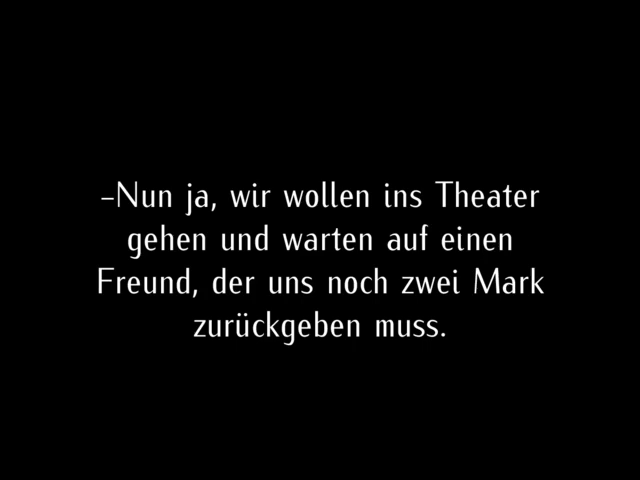 –Nun ja, wir wollen ins Theater
gehen und warten auf einen
Freund, der uns noch zwei Mark
zurückgeben muss.